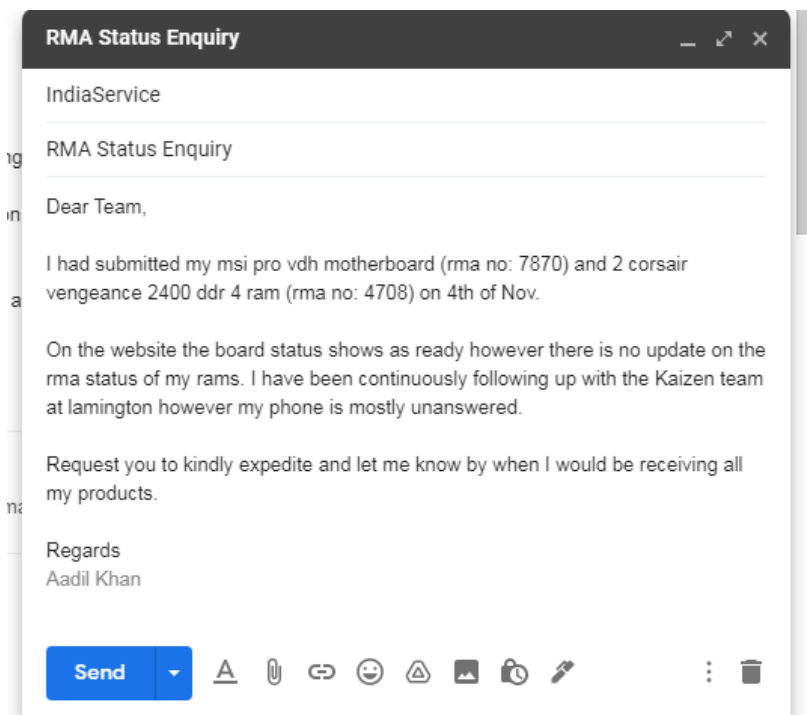 RMA Status Enquiry
IndiaService
RMA Status Enquiry
Dear Team,
I had submitted my msi pro vdh motherboard (rma no: 7870) and 2 corsair
vengeance 2400 ddr 4 ram (rma no: 4708) on 4th of Nov.
On the website the board status shows as ready however there is no update on the
rma status of my rams. I have been continuously following up with the Kaizen team
at lamington however my phone is mostly unanswered.
Request you to kindly expedite and let me know by when I would be receiving all
my products.
Regards
Aadil Khan
Send